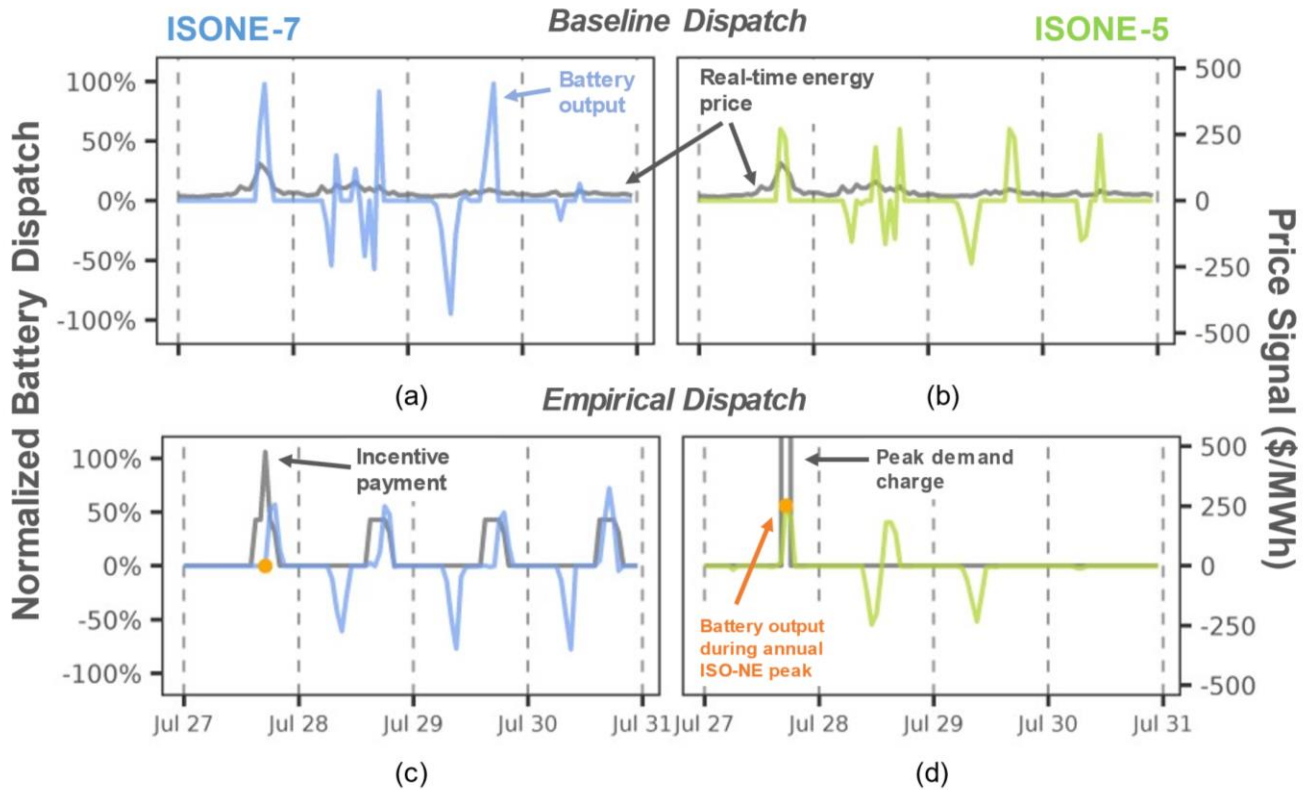 ISONE-7
Baseline Dispatch
ISONE-5
Normalized Battery Dispatch
Price Signal ($/MWh)
100%
50%
0%
-50%
-100%
Battery
output
Real-time energy
price
500
250
0
-250
-500
(a)
(b)
Empirical Dispatch
100%
50%
0%
-50%
-100%
Incentive
payment
Peak demand
charge
Battery output
during annual
ISO-NE peak
500
250
0
-250
-500
Jul 27
Jul 28
Jul 29
Jul 30
Jul 31
Jul 27
Jul 28
Jul 29
Jul 30
Jul 31
(c)
(d)